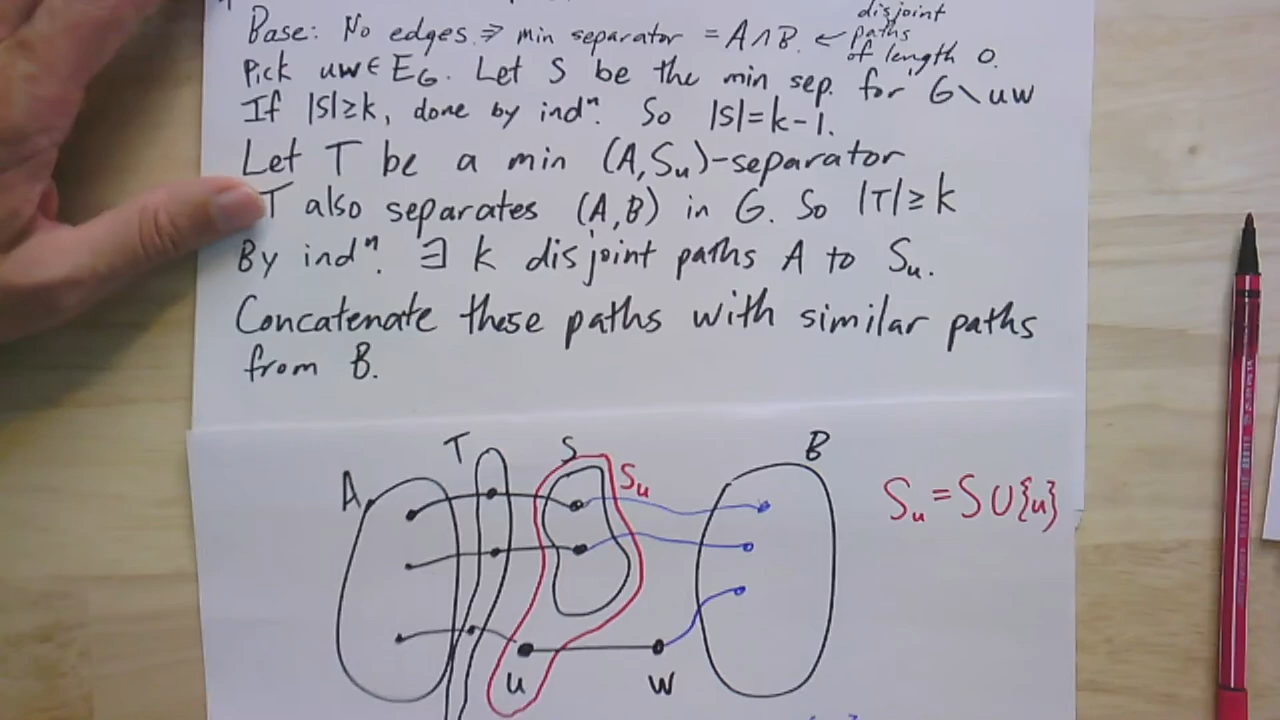 Base: No edges ⇒ min separator = A∩B. ← disjoint paths of length 0.
Pick uw ∈ E_G. Let S be the min sep. for G\uw
If |S| ≥ k, done by indⁿ. So |S| = k-1.
Let T be a min (A, S_u)-separator
T also separates (A, B) in G. So |T| ≥ k
By indⁿ. ∃ k disjoint paths A to S_u.
Concatenate these paths with similar paths
from B.
A T S S_u B
S_u = S ∪ {u}
u w